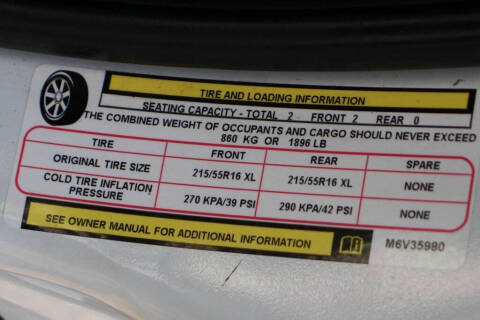 TIRE AND LOADING INFORMATION
SEATING CAPACITY - TOTAL 2 FRONT 2 REAR 0
THE COMBINED WEIGHT OF OCCUPANTS AND CARGO SHOULD NEVER EXCEED
860 KG OR 1896 LB
TIRE FRONT REAR SPARE
ORIGINAL TIRE SIZE 215/55R16 XL 215/55R16 XL NONE
COLD TIRE INFLATION
PRESSURE 270 KPA/39 PSI 290 KPA/42 PSI NONE
SEE OWNER MANUAL FOR ADDITIONAL INFORMATION
M6V35980